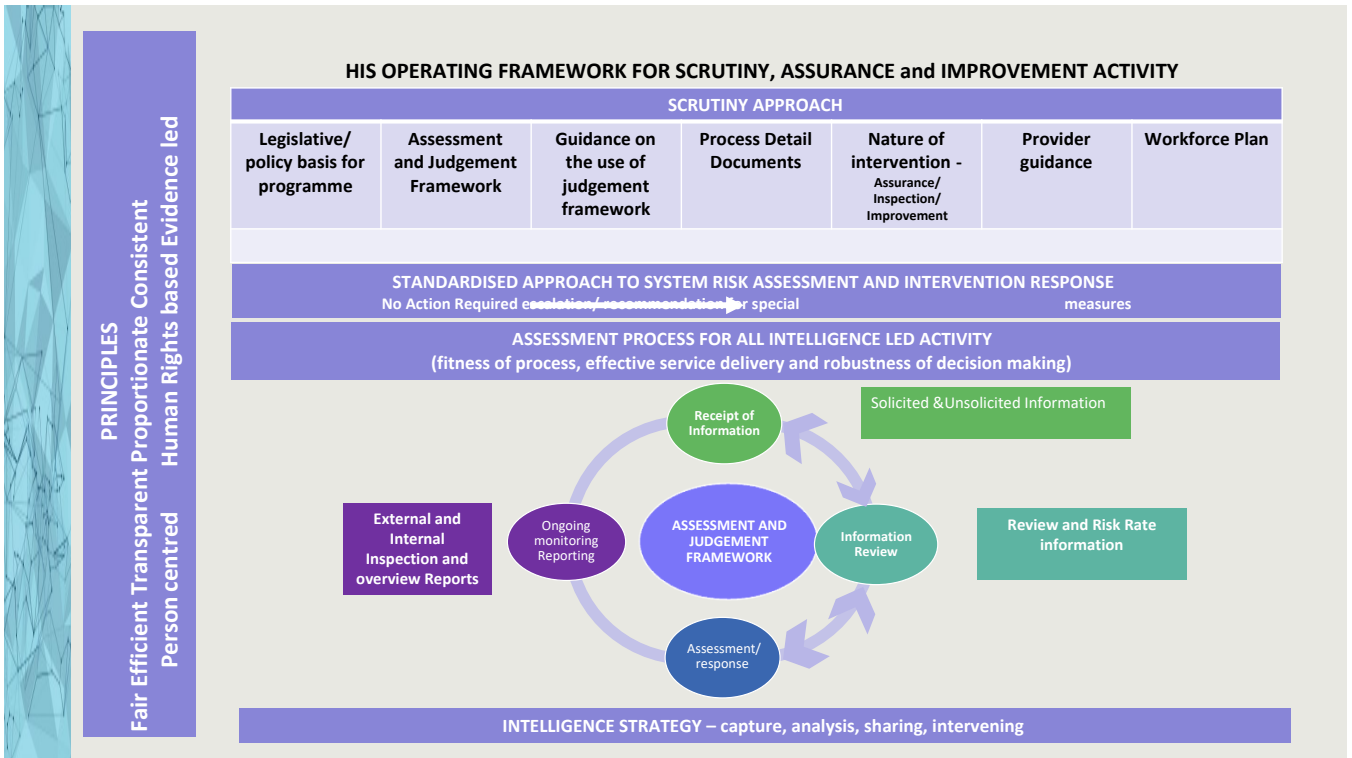 PRINCIPLES
Fair Efficient Transparent Proportionate Consistent
Person centred Human Rights based Evidence led
HIS OPERATING FRAMEWORK FOR SCRUTINY, ASSURANCE and IMPROVEMENT ACTIVITY
SCRUTINY APPROACH
Legislative/
policy basis for
programme
Assessment
and Judgement
Framework
Guidance on
the use of
judgement
framework
Process Detail
Documents
Nature of
intervention -
Assurance/
Inspection/
Improvement
Provider
guidance
Workforce Plan
STANDARDISED APPROACH TO SYSTEM RISK ASSESSMENT AND INTERVENTION RESPONSE
No Action Required escalation/ recommendation for special measures
ASSESSMENT PROCESS FOR ALL INTELLIGENCE LED ACTIVITY
(fitness of process, effective service delivery and robustness of decision making)
Receipt of
Information
Solicited &Unsolicited Information
External and
Internal
Inspection and
overview Reports
Ongoing
monitoring
Reporting
ASSESSMENT AND
JUDGEMENT
FRAMEWORK
Information
Review
Review and Risk Rate
information
Assessment/
response
INTELLIGENCE STRATEGY – capture, analysis, sharing, intervening